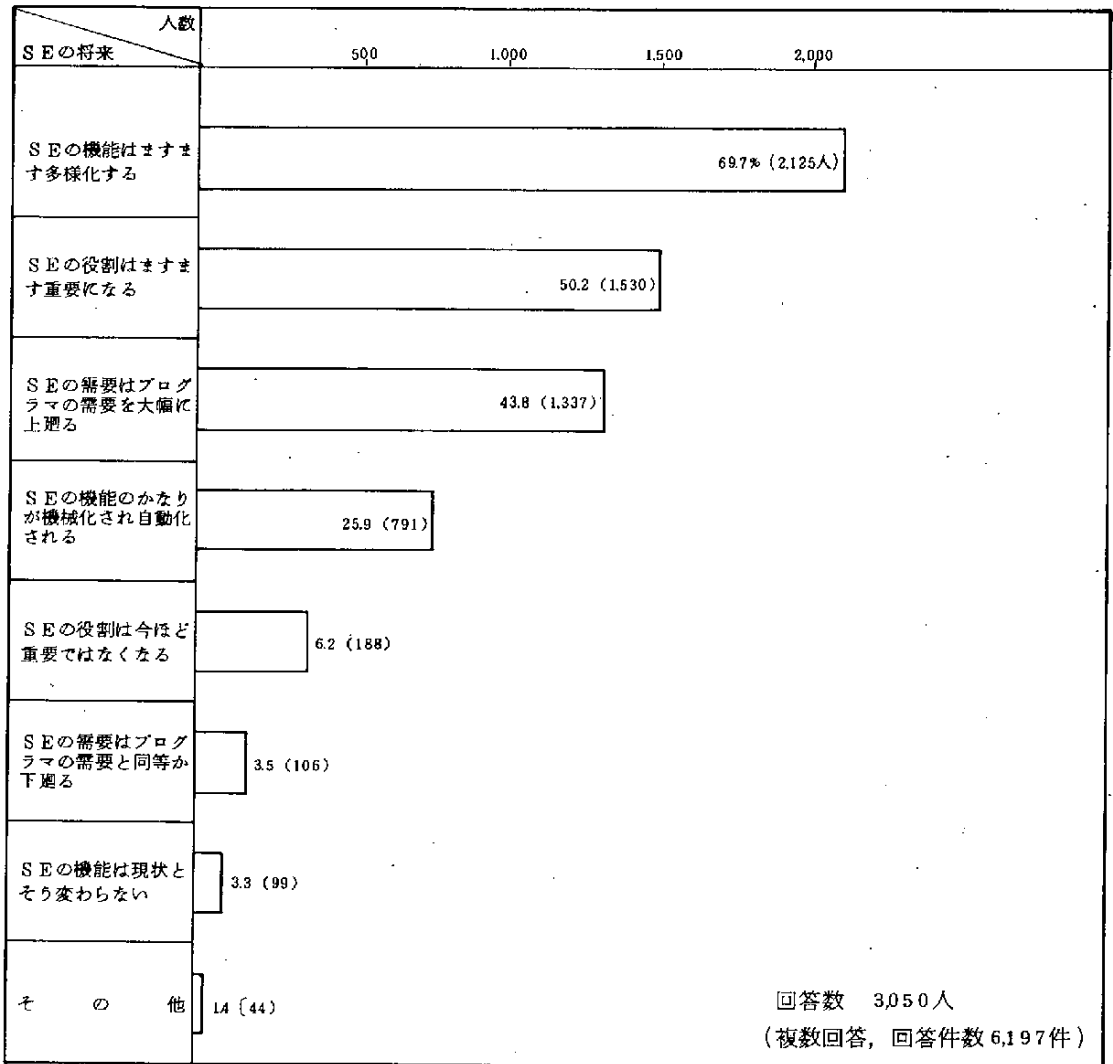 人数
SEの将来
500 1.000 1,500 2,000
SEの機能はますま
す多様化する
69.7% (2,125人)
SEの役割はますま
す重要になる
50.2 (1,530)
SEの需要はプログ
ラマの需要を大幅に
上廻る
43.8 (1,337)
SEの機能のかなり
が機械化され自動化
される
25.9 (791)
SEの役割は今ほど
重要ではなくなる
6.2 (188)
SEの需要はプログ
ラマの需要と同等か
下廻る
3.5 (106)
SEの機能は現状と
そう変わらない
3.3 (99)
その他
1.4 (44)
回答数 3,050人
(複数回答, 回答件数 6,197件)